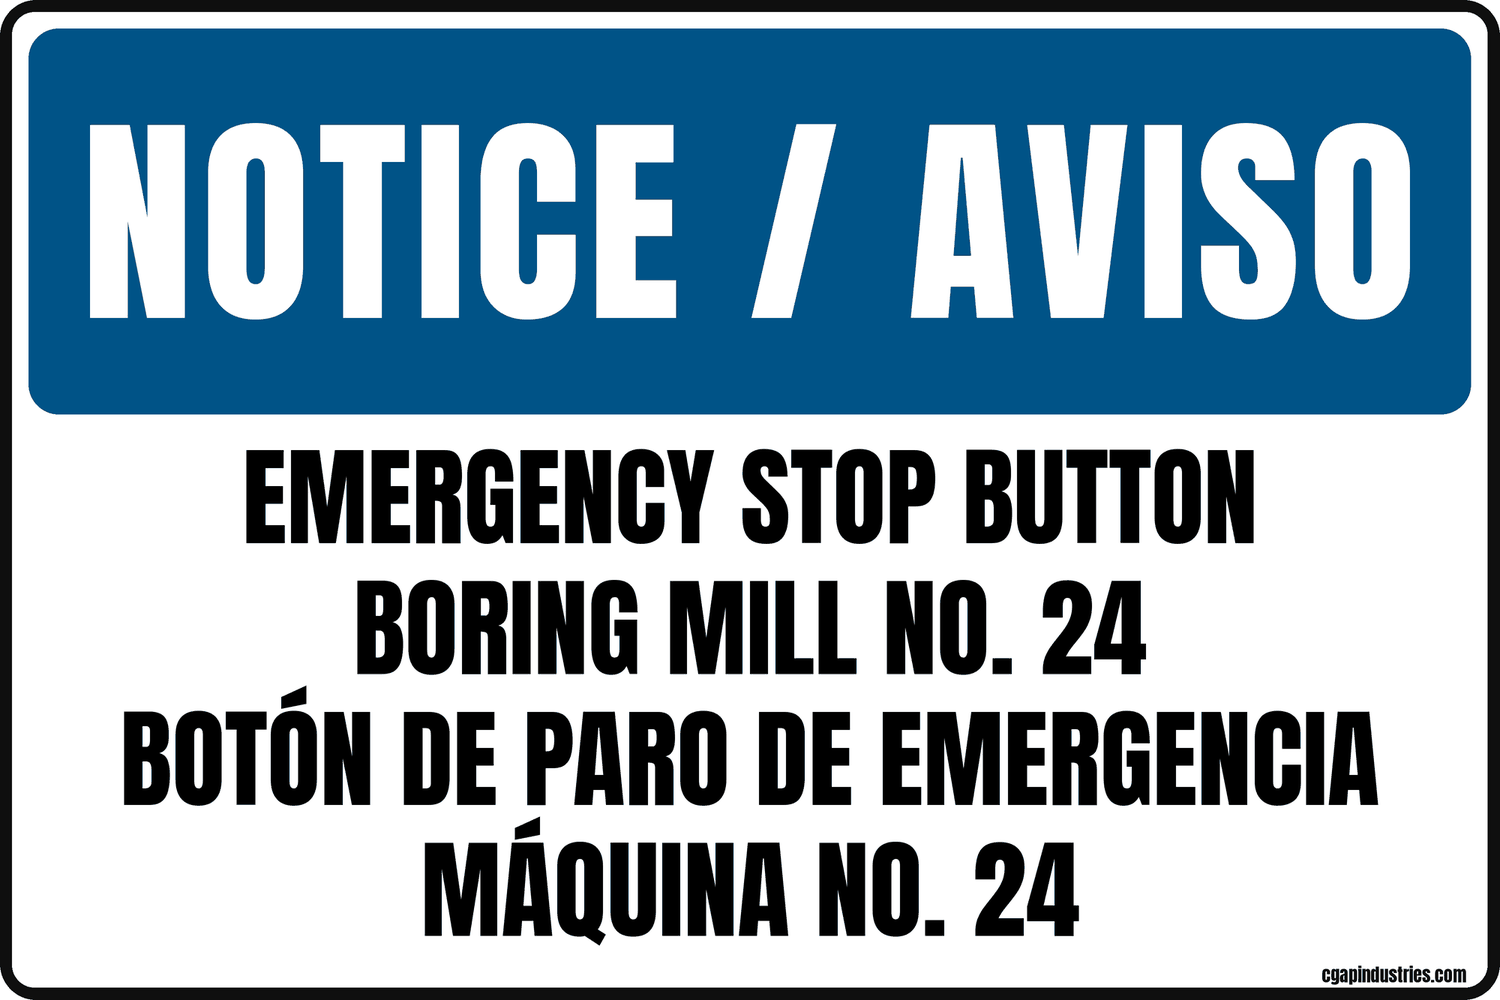 NOTICE / AVISO
EMERGENCY STOP BUTTON
BORING MILL NO. 24
BOTÓN DE PARO DE EMERGENCIA
MÁQUINA NO. 24
cgapindustries.com